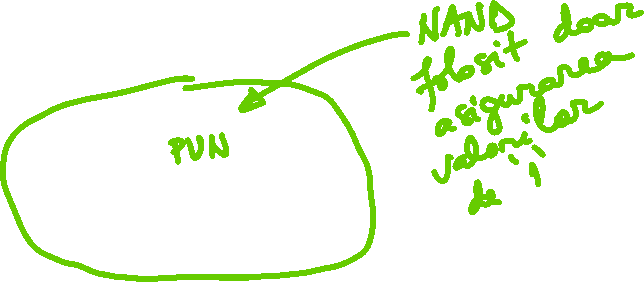 NAND
folosit doar
asigurarea
valorilor
de "1"
PUN